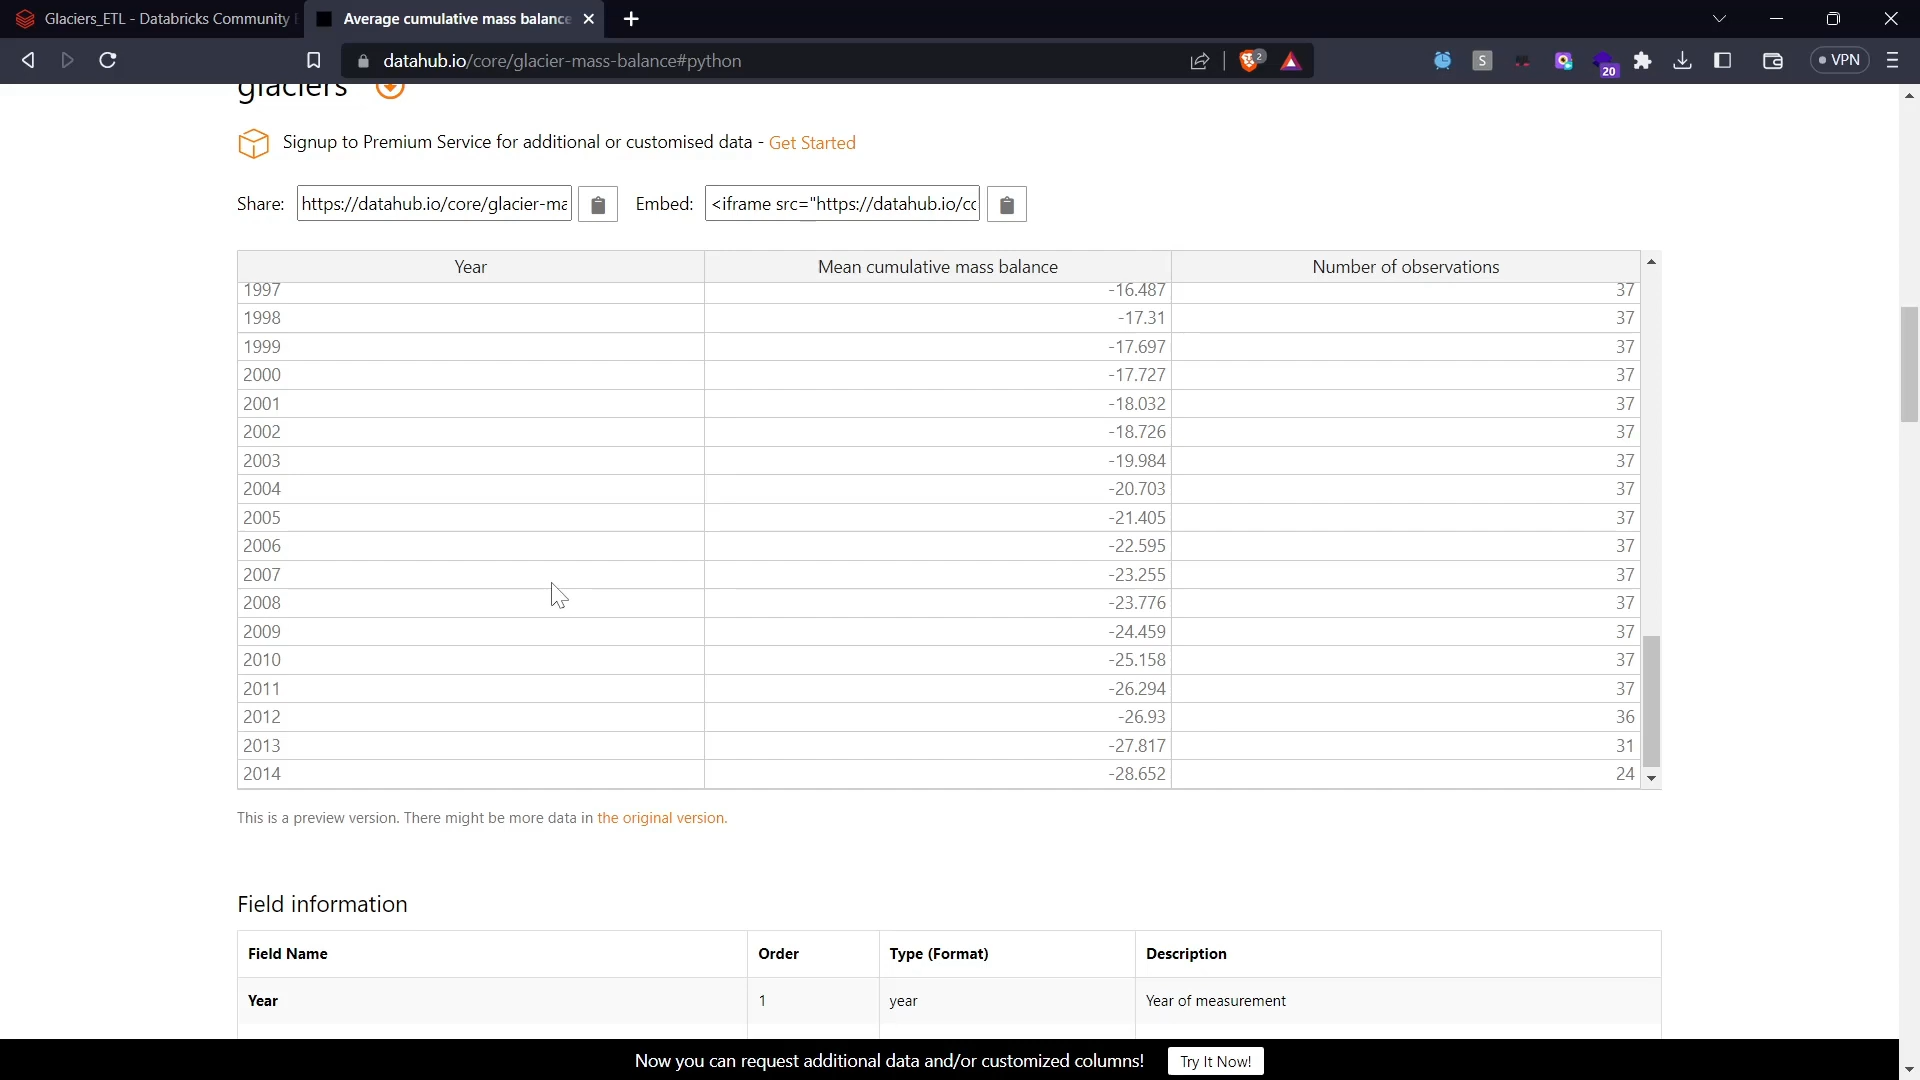 Glaciers_ETL - Databricks Community
Average cumulative mass balance
datahub.io/core/glacier-mass-balance#python
2
S
20
VPN
glaciers
Signup to Premium Service for additional or customised data - Get Started
Share: https://datahub.io/core/glacier-ma Embed: <iframe src="https://datahub.io/cc
Year Mean cumulative mass balance Number of observations
1997 -16.487 37
1998 -17.31 37
1999 -17.697 37
2000 -17.727 37
2001 -18.032 37
2002 -18.726 37
2003 -19.984 37
2004 -20.703 37
2005 -21.405 37
2006 -22.595 37
2007 -23.255 37
2008 -23.776 37
2009 -24.459 37
2010 -25.158 37
2011 -26.294 37
2012 -26.93 36
2013 -27.817 31
2014 -28.652 24
This is a preview version. There might be more data in the original version.
Field information
Field Name Order Type (Format) Description
Year 1 year Year of measurement
Now you can request additional data and/or customized columns! Try It Now!